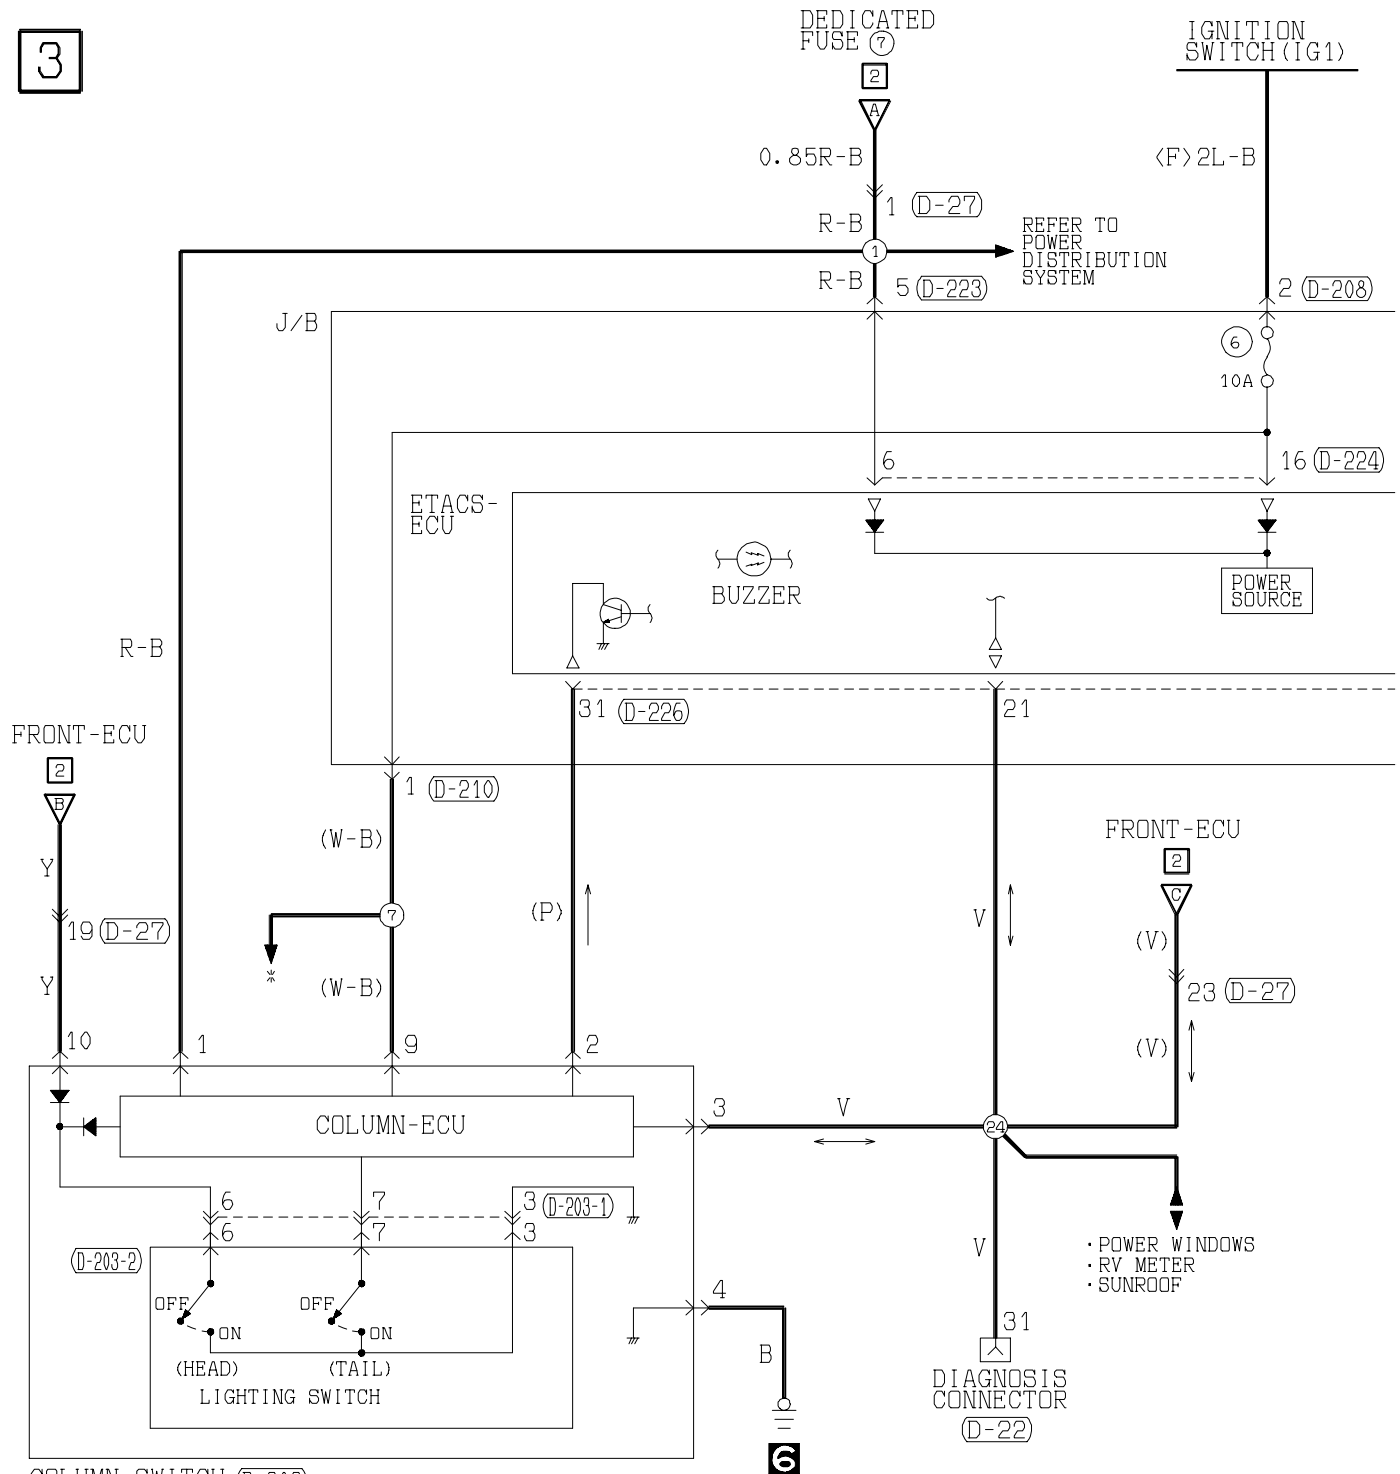 3
DEDICATED
FUSE 7
2
A
IGNITION
SWITCH(IG1)
0.85R-B
<F>2L-B
1 D-27
R-B
1
REFER TO
POWER
DISTRIBUTION
SYSTEM
R-B
5 D-223
2 D-208
J/B
6
10A
6
16 D-224
ETACS-
ECU
BUZZER
POWER
SOURCE
R-B
31 D-226
21
FRONT-ECU
2
B
1 D-210
(W-B)
FRONT-ECU
2
C
Y
7
(P)
V
(V)
19 D-27
*
Y
(W-B)
23 D-27
(V)
10
1
9
2
COLUMN-ECU
3
V
24
6
7
3 D-203-1
6
7
3
D-203-2
V
·POWER WINDOWS
·RV METER
·SUNROOF
OFF
ON
OFF
ON
(HEAD)
(TAIL)
LIGHTING SWITCH
4
B
6
31
DIAGNOSIS
CONNECTOR
D-22
COLUMN SWITCH